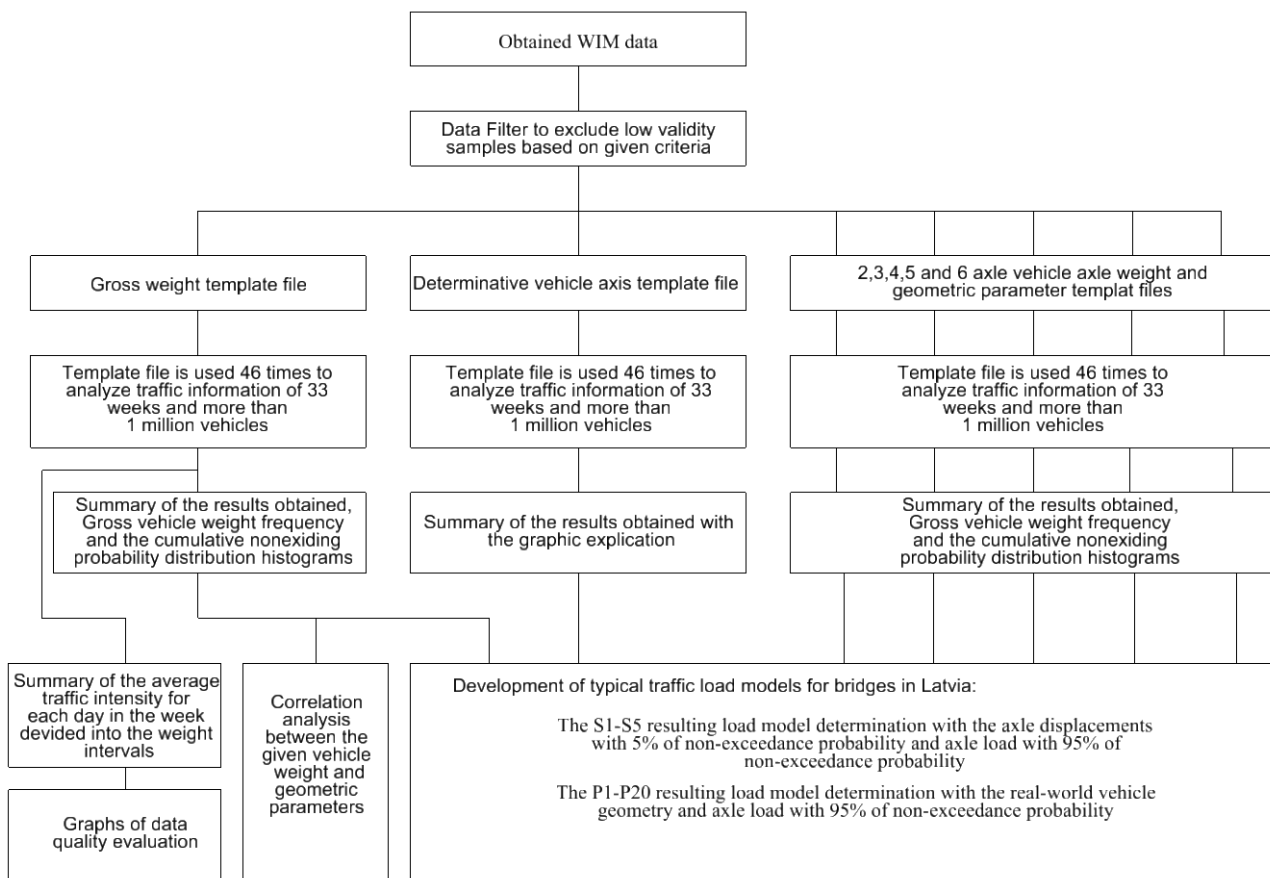 Obtained WIM data
Data Filter to exclude low validity
samples based on given criteria
Gross weight template file
Determinative vehicle axis template file
2,3,4,5 and 6 axle vehicle axle weight and
geometric parameter templat files
Template file is used 46 times to
analyze traffic information of 33
weeks and more than
1 million vehicles
Template file is used 46 times to
analyze traffic information of 33
weeks and more than
1 million vehicles
Template file is used 46 times to
analyze traffic information of 33
weeks and more than
1 million vehicles
Summary of the results obtained,
Gross vehicle weight frequency
and the cumulative nonexiding
probability distribution histograms
Summary of the results obtained with
the graphic explication
Summary of the results obtained,
Gross vehicle weight frequency
and the cumulative nonexiding
probability distribution histograms
Summary of the average
traffic intensity for
each day in the week
devided into the weight
intervals
Graphs of data
quality evaluation
Correlation
analysis
between the
given vehicle
weight and
geometric
parameters
Development of typical traffic load models for bridges in Latvia:
The S1-S5 resulting load model determination with the axle displacements
with 5% of non-exceedance probability and axle load with 95% of
non-exceedance probability
The P1-P20 resulting load model determination with the real-world vehicle
geometry and axle load with 95% of non-exceedance probability